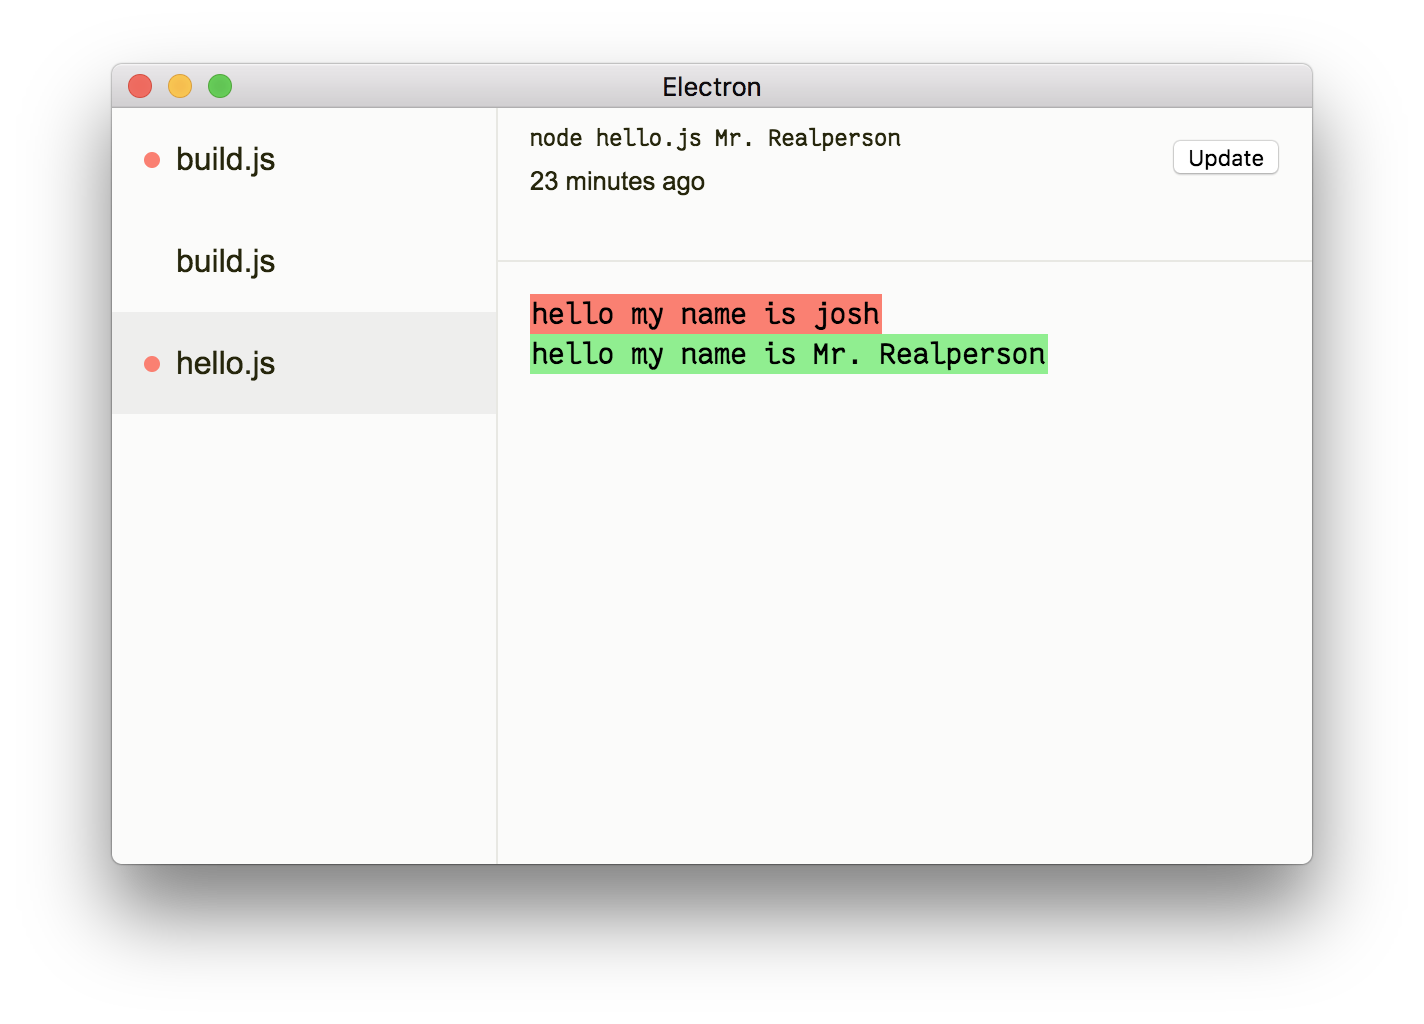 Electron
build.js
build.js
hello.js
node hello.js Mr. Realperson
23 minutes ago
Update
hello my name is josh
hello my name is Mr. Realperson